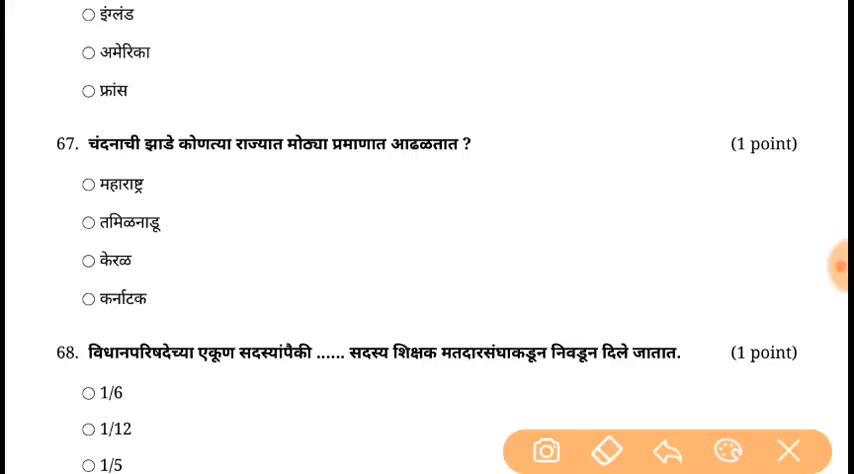 इंग्लंड
अमेरिका
फ्रांस
67. चंदनाची झाडे कोणत्या राज्यात मोठ्या प्रमाणात आढळतात ? (1 point)
महाराष्ट्र
तमिळनाडू
केरळ
कर्नाटक
68. विधानपरिषदेच्या एकूण सदस्यांपैकी ...... सदस्य शिक्षक मतदारसंघाकडून निवडून दिले जातात. (1 point)
1/6
1/12
1/5